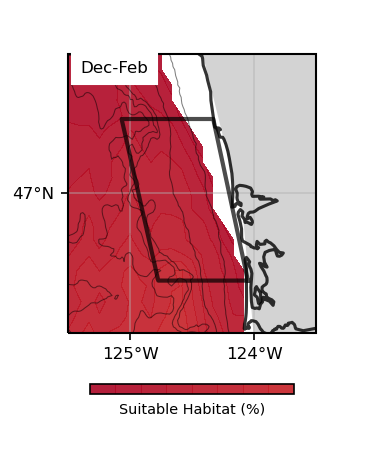 Dec-Feb
47°N
125°W 124°W
Suitable Habitat (%)